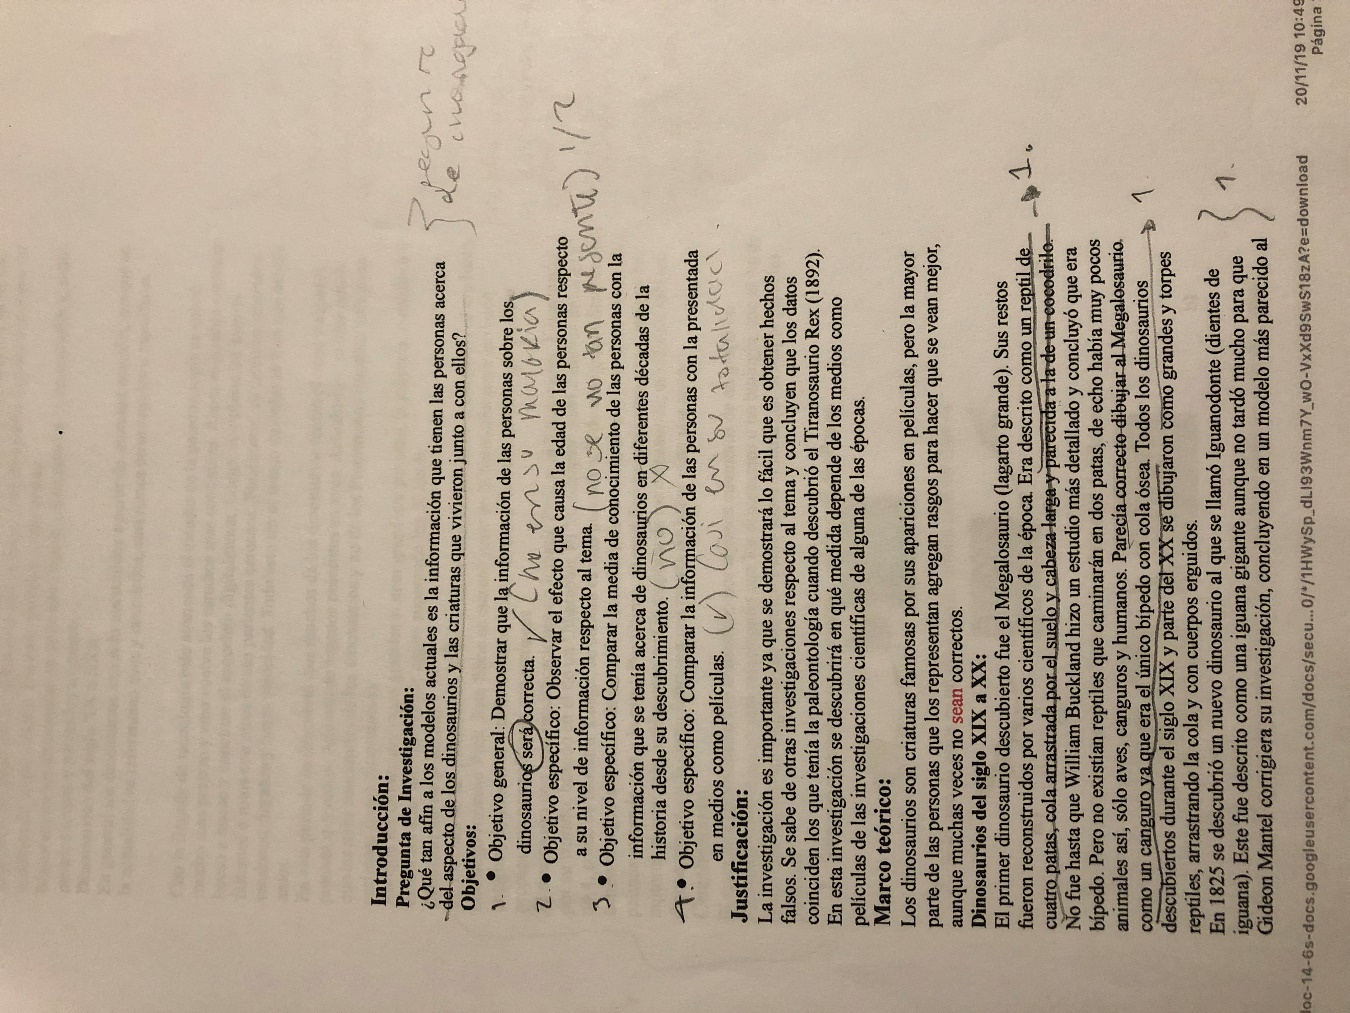 Introducción:
Pregunta de Investigación:
¿Qué tan afín a los modelos actuales es la información que tienen las personas acerca
del aspecto de los dinosaurios y las criaturas que vivieron junto a con ellos?
de
Objetivos:
1. • Objetivo general: Demostrar que la información de las personas sobre los
dinosaurios será correcta. √ (no en su mayoria)
2. • Objetivo específico: Observar el efecto que causa la edad de las personas respecto
a su nivel de información respecto al tema. (no se vio tan presente) 1/2
3. • Objetivo específico: Comparar la media de conocimiento de las personas con la
información que se tenía acerca de dinosaurios en diferentes décadas de la
historia desde su descubrimiento. (no) X
4. • Objetivo específico: Comparar la información de las personas con la presentada
en medios como películas. (√) Casi en su totalidad.
Justificación:
La investigación es importante ya que se demostrará lo fácil que es obtener hechos
falsos. Se sabe de otras investigaciones respecto al tema y concluyen que los datos
coinciden los que tenía la paleontología cuando descubrió el Tiranosaurio Rex (1892).
En esta investigación se descubrirá en qué medida depende de los medios como
películas de las investigaciones científicas de alguna de las épocas.
Marco teórico:
Los dinosaurios son criaturas famosas por sus apariciones en películas, pero la mayor
parte de las personas que los representan agregan rasgos para hacer que se vean mejor,
aunque muchas veces no sean correctos.
Dinosaurios del siglo XIX a XX:
El primer dinosaurio descubierto fue el Megalosaurio (lagarto grande). Sus restos
fueron reconstruidos por varios científicos de la época. Era descrito como un reptil de → 1.
cuatro patas, cola arrastrada por el suelo y cabeza larga y parecida a la de un cocodrilo.
No fue hasta que William Buckland hizo un estudio más detallado y concluyó que era
bípedo. Pero no existían reptiles que caminarán en dos patas, de echo había muy pocos
animales así, sólo aves, canguros y humanos. Parecía correcto dibujar al Megalosaurio.
como un canguro ya que era el único bípedo con cola ósea. Todos los dinosaurios → 1
descubiertos durante el siglo XIX y parte del XX se dibujaron como grandes y torpes
reptiles, arrastrando la cola y con cuerpos erguidos.
En 1825 se descubrió un nuevo dinosaurio al que se llamó Iguanodonte (dientes de
iguana). Este fue descrito como una iguana gigante aunque no tardó mucho para que } 1.
Gideon Mantel corrigiera su investigación, concluyendo en un modelo más parecido al
loc-14-6s-docs.googleusercontent.com/docs/secu...0/*/1HWySp_dLI93Wnm7Y_wO-VxXd9SwS18zA?e=download
20/11/19 10:49
Página